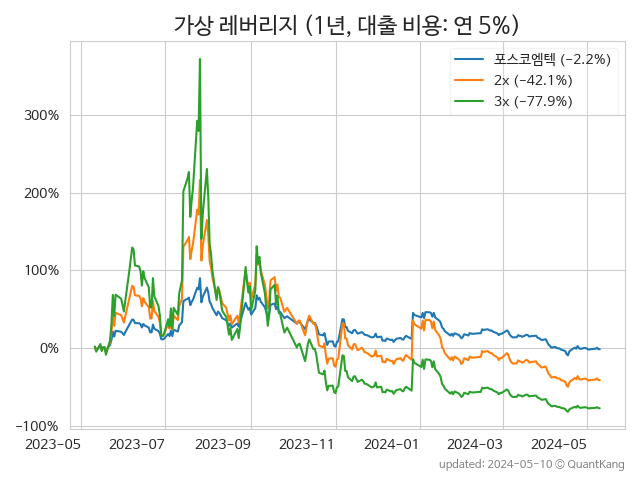 가상 레버리지 (1년, 대출 비용: 연 5%)
포스코엠텍 (−2.2%)
2x (−42.1%)
3x (−77.9%)
300%
200%
100%
0%
−100%
2023-05 2023-07 2023-09 2023-11 2024-01 2024-03 2024-05
updated: 2024-05-10 © QuantKang